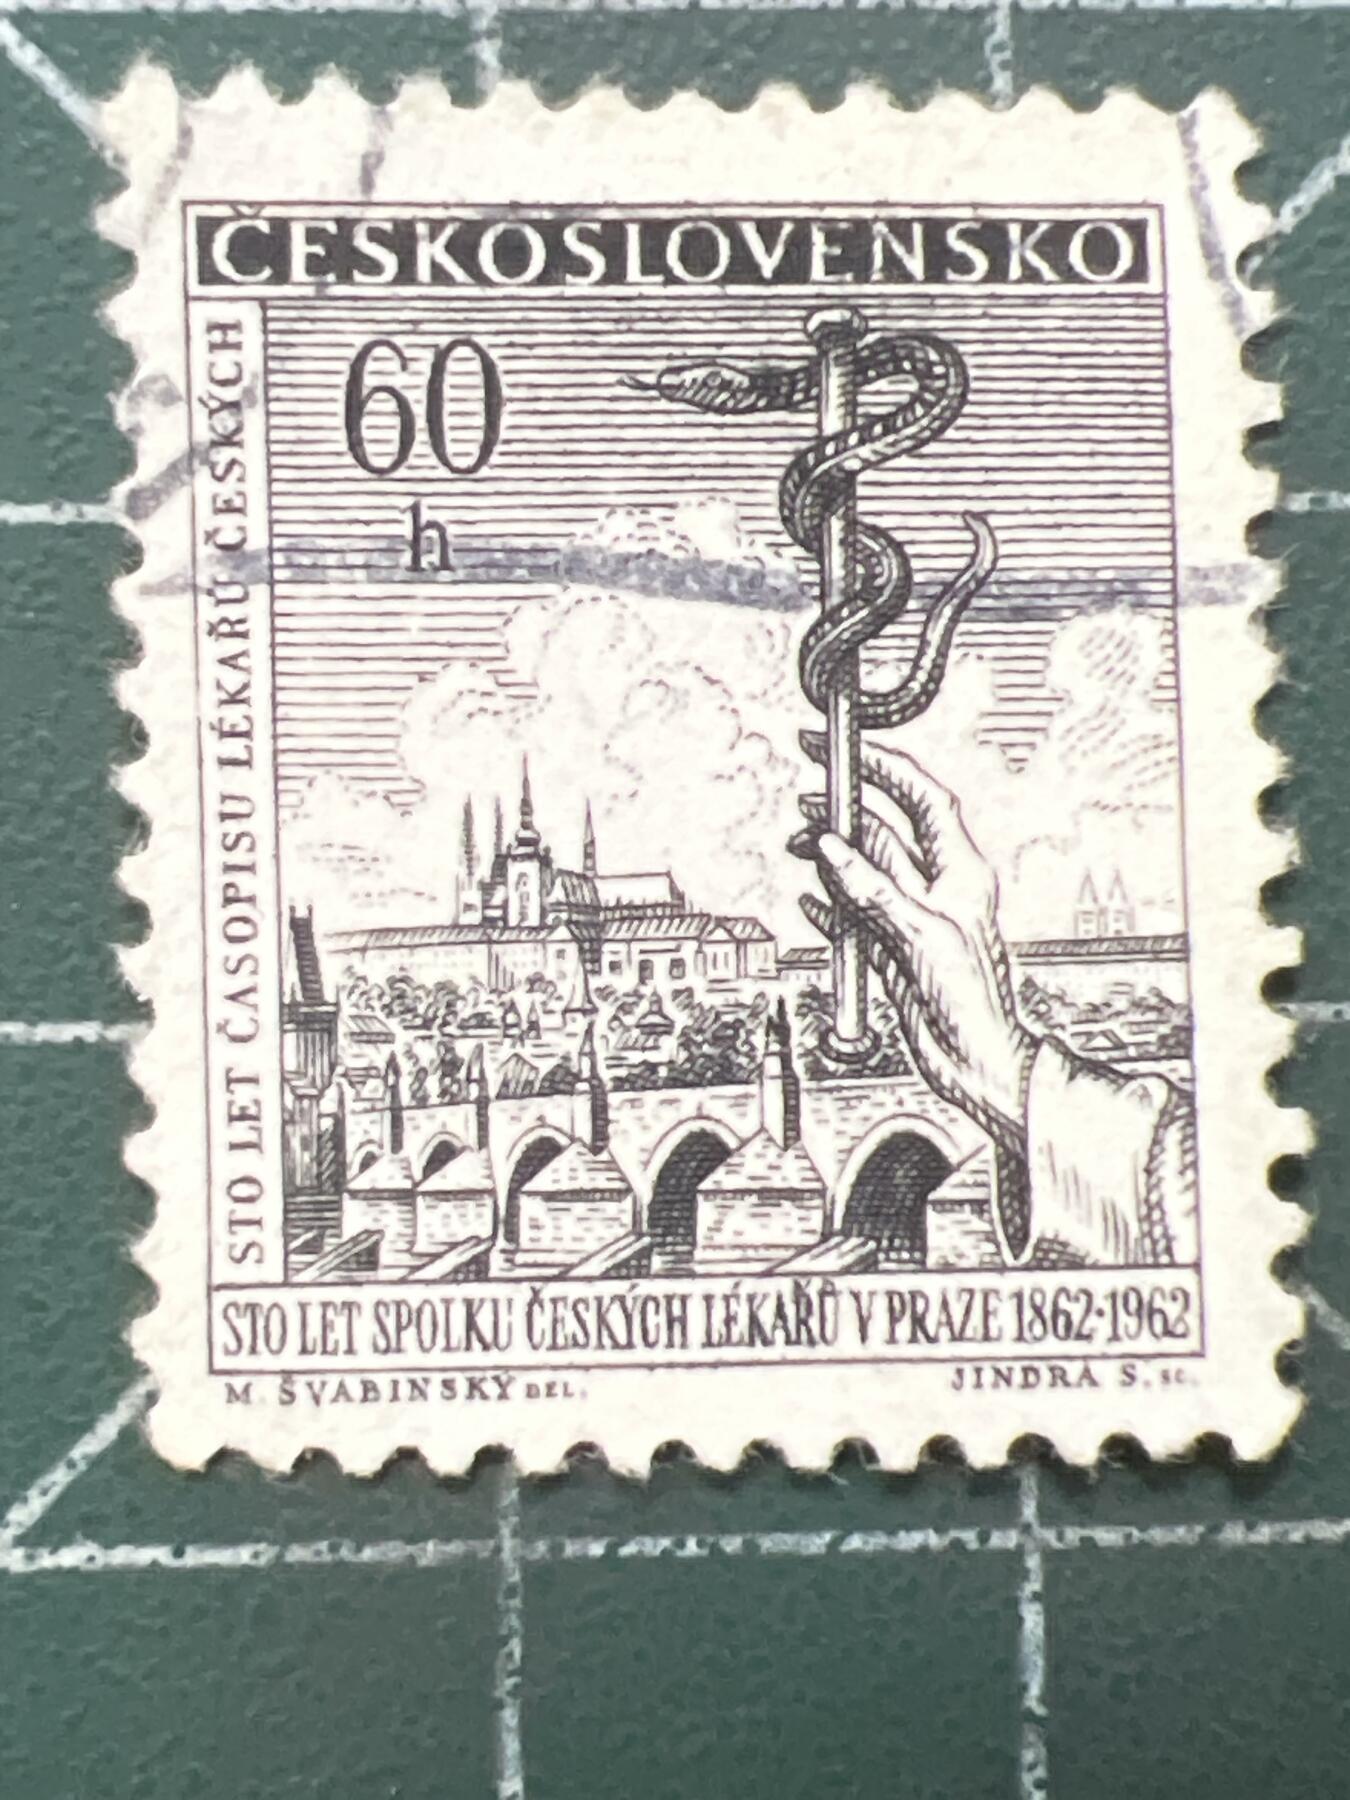 ČESKOSLOVENSKO
STO LET ČASOPISU LÉKAŘŮ ČESKÝCH
60
h
STO LET SPOLKU ČESKÝCH LÉKAŘŮ V PRAZE 1862·1962
M. ŠVABINSKÝ DEL.
JINDRA S. SC.